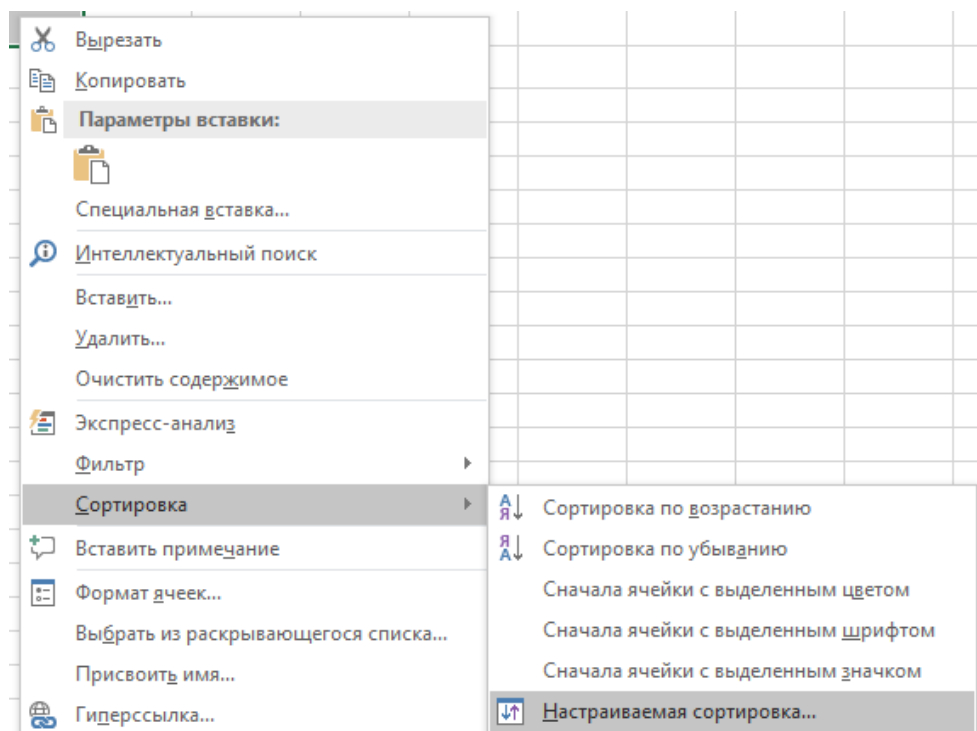 Вырезать
Копировать
Параметры вставки:
Специальная вставка...
Интеллектуальный поиск
Вставить...
Удалить...
Очистить содержимое
Экспресс-анализ
Фильтр
Сортировка
Вставить примечание
Формат ячеек...
Выбрать из раскрывающегося списка...
Присвоить имя...
Гиперссылка...
Сортировка по возрастанию
Сортировка по убыванию
Сначала ячейки с выделенным цветом
Сначала ячейки с выделенным шрифтом
Сначала ячейки с выделенным значком
Настраиваемая сортировка...